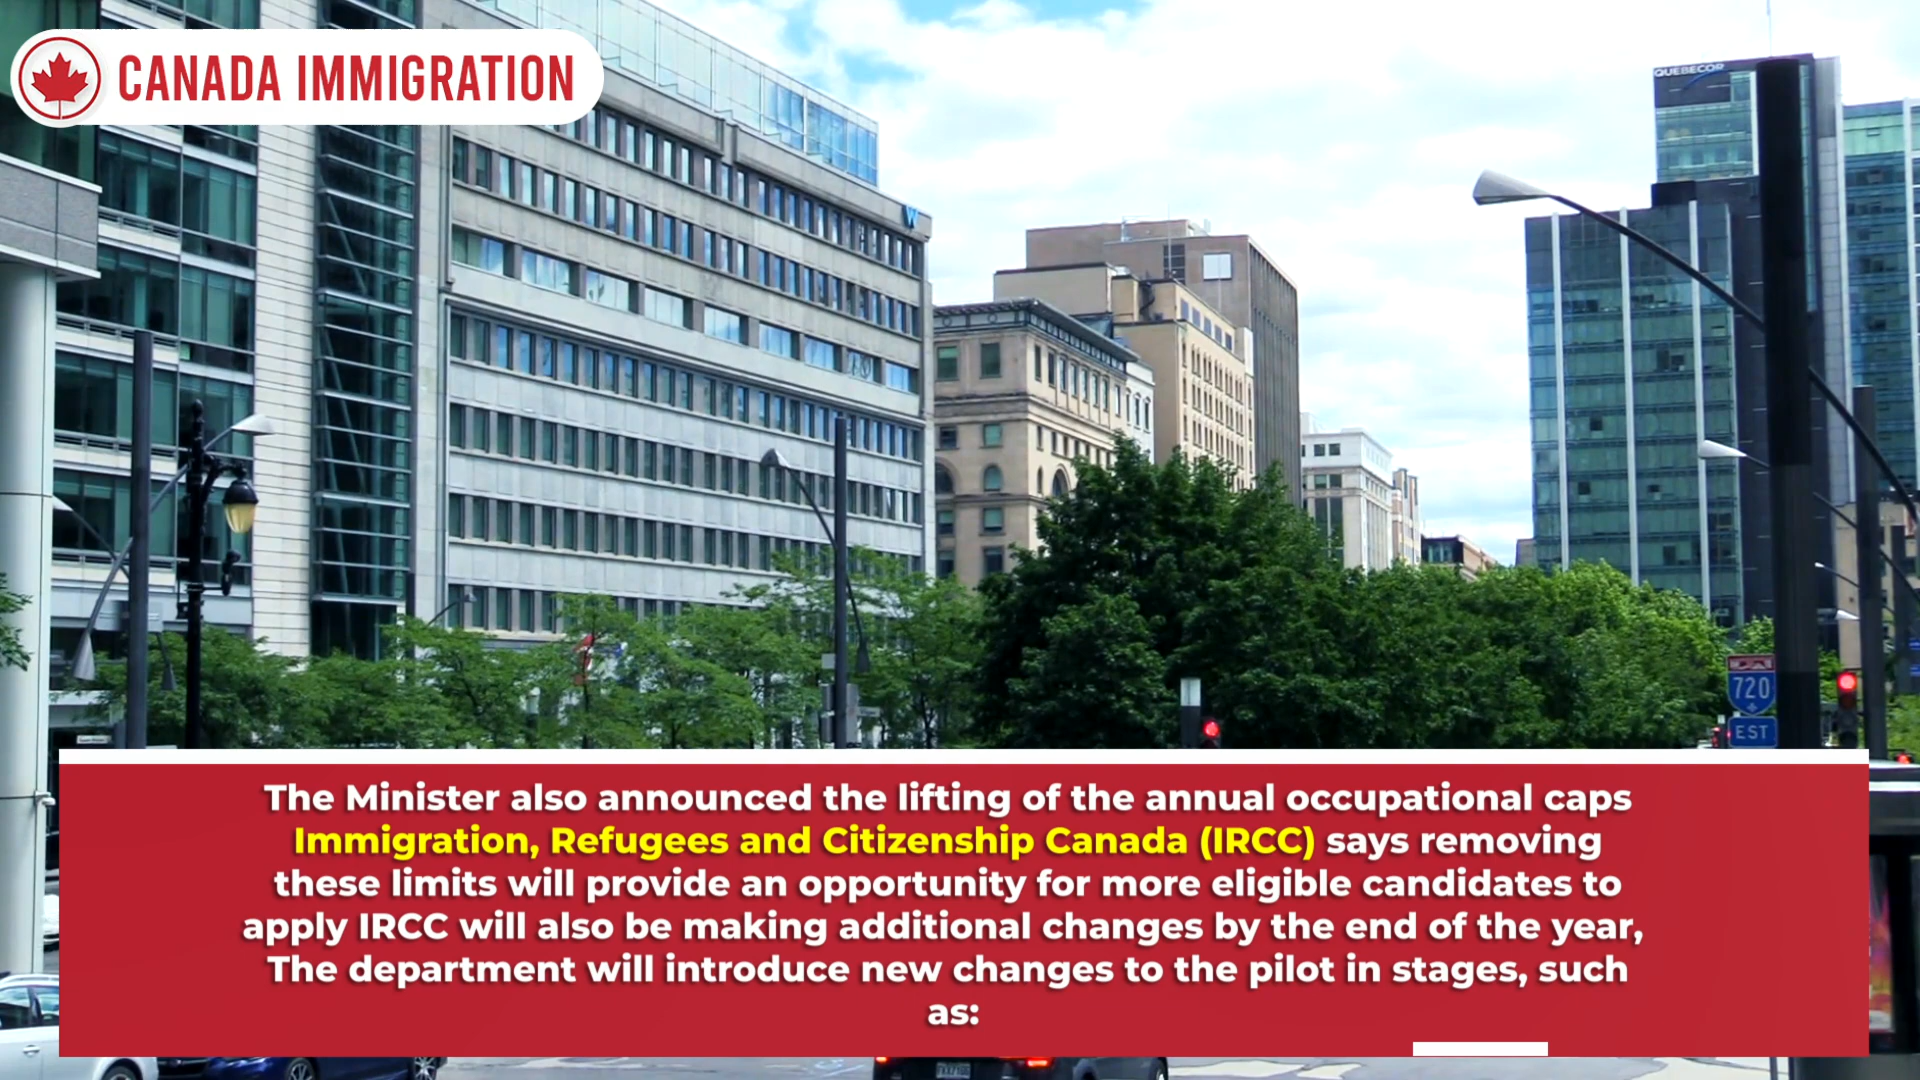 CANADA IMMIGRATION
QUEBECOR
W
720
EST
The Minister also announced the lifting of the annual occupational caps
Immigration, Refugees and Citizenship Canada (IRCC) says removing
these limits will provide an opportunity for more eligible candidates to
apply IRCC will also be making additional changes by the end of the year,
The department will introduce new changes to the pilot in stages, such
as: